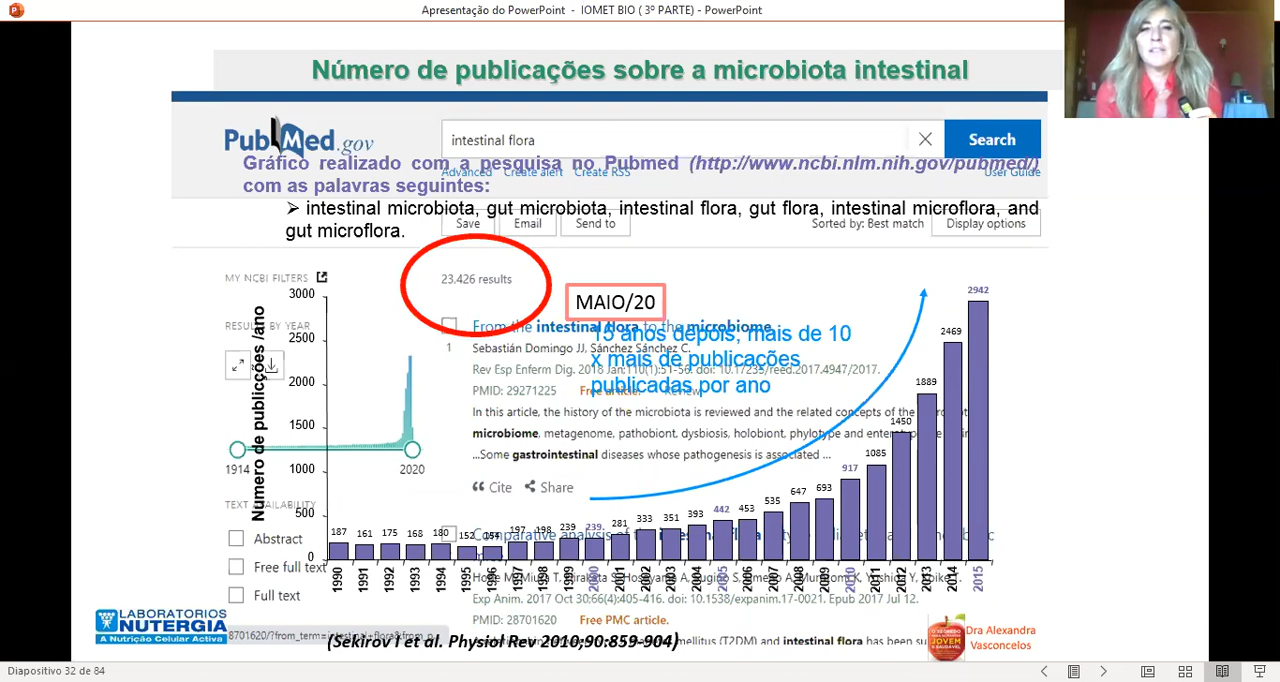 Apresentação do PowerPoint - IOMET BIO ( 3º PARTE) - PowerPoint
Número de publicações sobre a microbiota intestinal
PubMed.gov
intestinal flora
Search
Advanced Create alert Create RSS
User Guide
Gráfico realizado com a pesquisa no Pubmed (http://www.ncbi.nlm.nih.gov/pubmed/)
com as palavras seguintes:
intestinal microbiota, gut microbiota, intestinal flora, gut flora, intestinal microflora, and
gut microflora.
Save Email Send to
Sorted by: Best match Display options
MY NCBI FILTERS
23,426 results
MAIO/20
RESULTS BY YEAR
1914 2020
TEXT AVAILABILITY
Abstract
Free full text
Full text
From the intestinal flora to the microbiome.
1
Sebastián Domingo JJ, Sánchez Sánchez C.
Rev Esp Enferm Dig. 2018 Jan;110(1):51-56. doi: 10.17235/reed.2017.4947/2017.
PMID: 29271225 Free article. Review.
In this article, the history of the microbiota is reviewed and the related concepts of the
microbiome, metagenome, pathobiont, dysbiosis, holobiont, phylotype and
...Some gastrointestinal diseases whose pathogenesis is associated ...
Cite Share
15 anos depois, mais de 10
x mais de publicações
publicadas por ano
Comparative analysis of the intestinal flora
Exp Anim. 2017 Oct 30;66(4):405-416. doi: 10.1538/expanim.17-0021. Epub 2017 Jul 12.
PMID: 28701620 Free PMC article.
mellitus (T2DM) and intestinal flora has been
Número de publicções /ano
3000
2500
2000
1500
1000
500
0
187 161 175 168 180 152 154 197 198 239 239 281 333 351 393 442 453 535 647 693 917 1085 1450 1889 2469 2942
1990 1991 1992 1993 1994 1995 1996 1997 1998 1999 2000 2001 2002 2003 2004 2005 2006 2007 2008 2009 2010 2011 2012 2013 2014 2015
LABORATORIOS
NUTERGIA
A Nutrição Celular Activa
8701620/?from_term=intestinal+flora&from_p
(Sekirov I et al. Physiol Rev 2010;90:859-904)
JOVEM
Dra Alexandra
Vasconcelos
Diapositivo 32 de 84